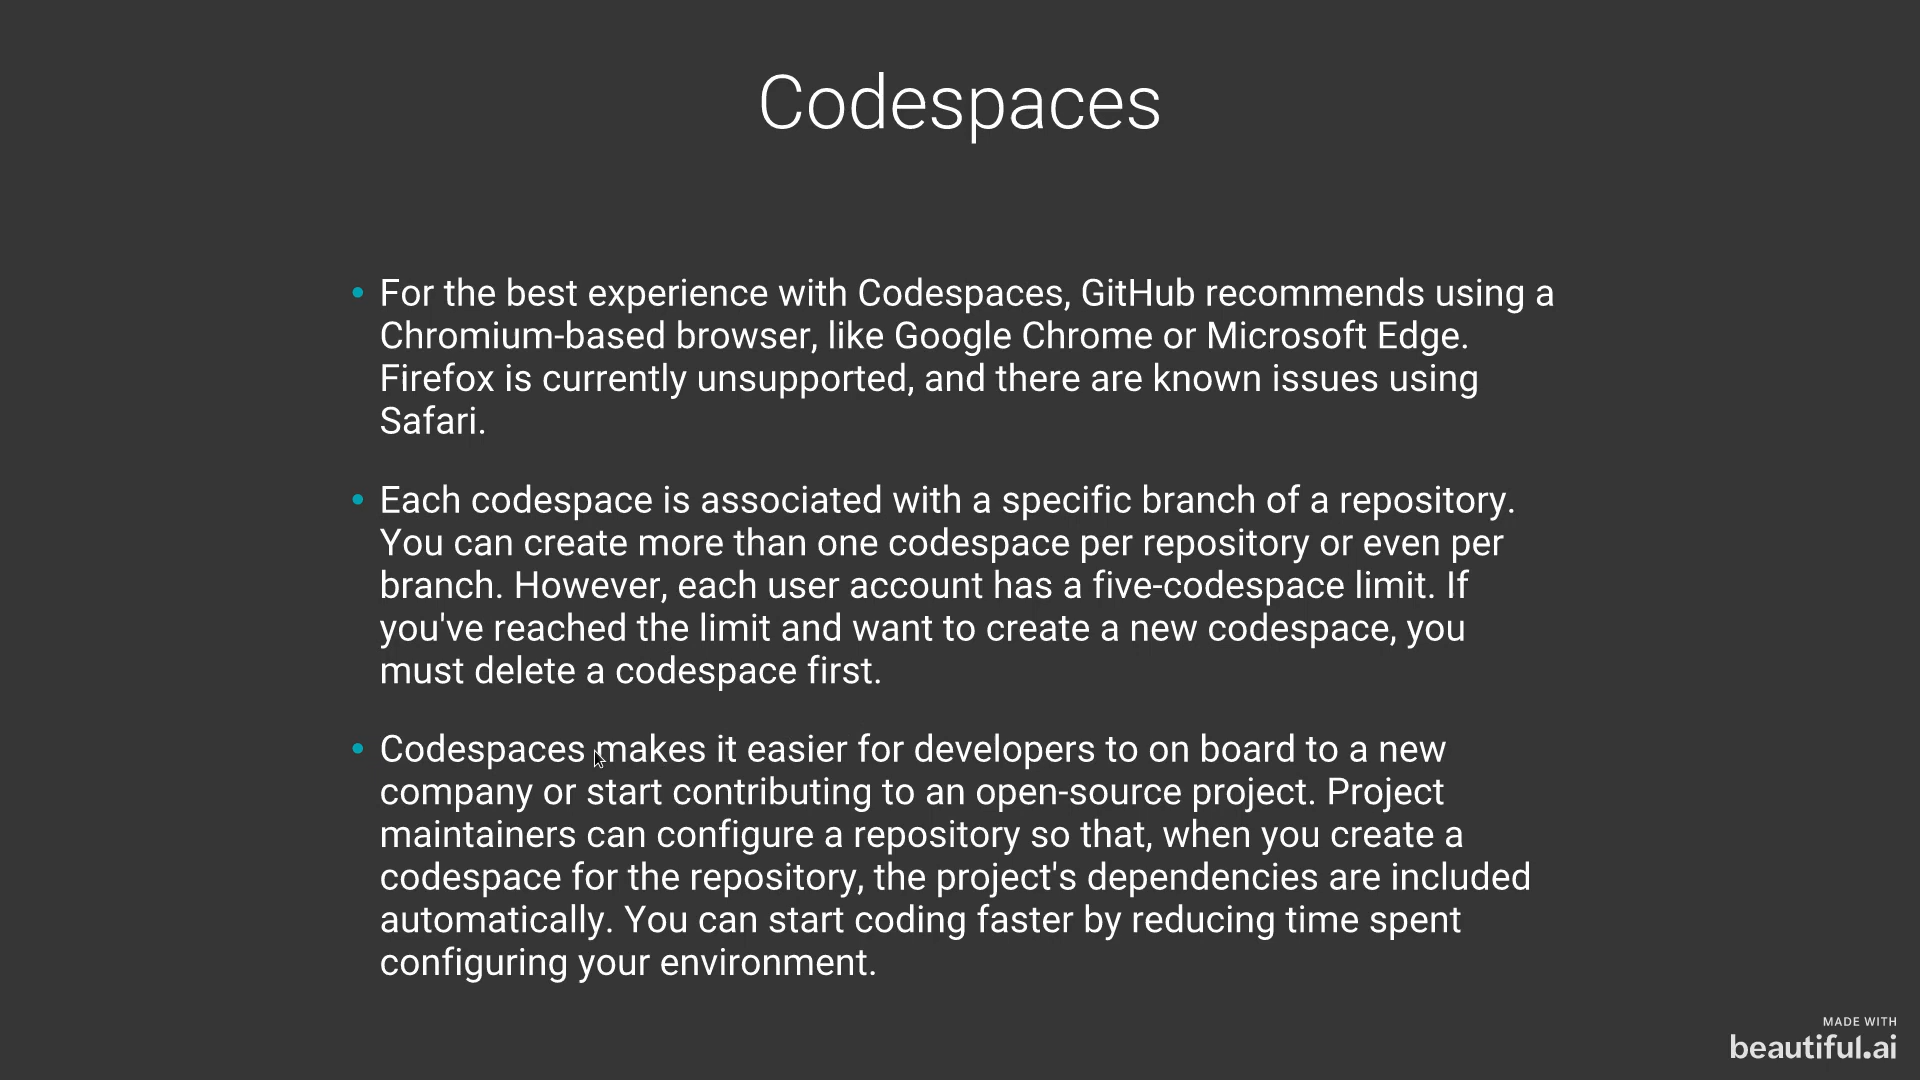 Codespaces
• For the best experience with Codespaces, GitHub recommends using a
Chromium-based browser, like Google Chrome or Microsoft Edge.
Firefox is currently unsupported, and there are known issues using
Safari.
• Each codespace is associated with a specific branch of a repository.
You can create more than one codespace per repository or even per
branch. However, each user account has a five-codespace limit. If
you've reached the limit and want to create a new codespace, you
must delete a codespace first.
• Codespaces makes it easier for developers to on board to a new
company or start contributing to an open-source project. Project
maintainers can configure a repository so that, when you create a
codespace for the repository, the project's dependencies are included
automatically. You can start coding faster by reducing time spent
configuring your environment.
MADE WITH
beautiful.ai